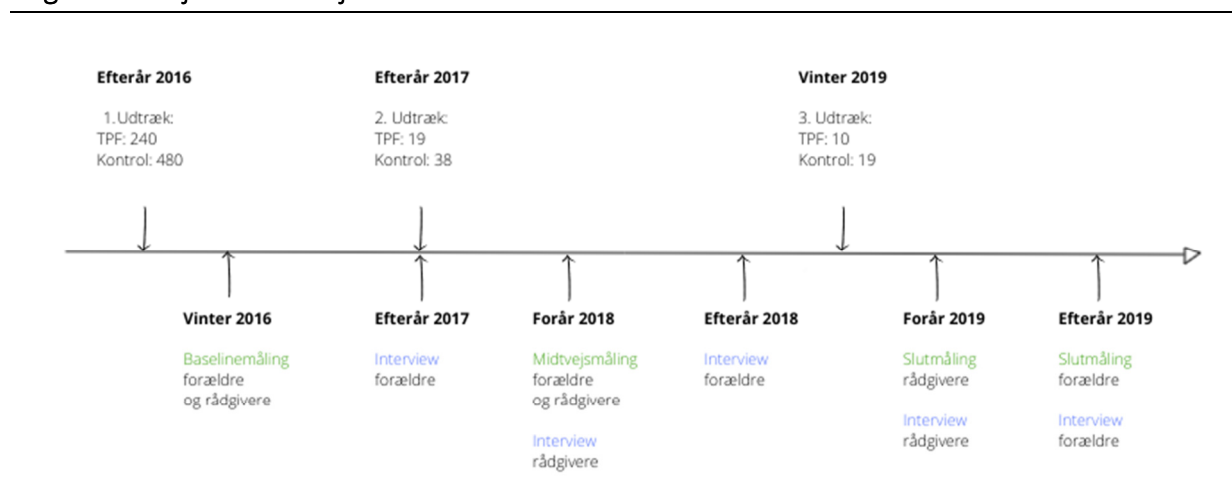 Efterår 2016
1.Udtræk:
TPF: 240
Kontrol: 480
Efterår 2017
2. Udtræk:
TPF: 19
Kontrol: 38
Vinter 2019
3. Udtræk:
TPF: 10
Kontrol: 19
Vinter 2016
Baselinemåling
forældre
og rådgivere
Efterår 2017
Interview
forældre
Forår 2018
Midtvejsmåling
forældre
og rådgivere
Interview
rådgivere
Efterår 2018
Interview
forældre
Forår 2019
Slutmåling
rådgivere
Interview
rådgivere
Efterår 2019
Slutmåling
forældre
Interview
forældre